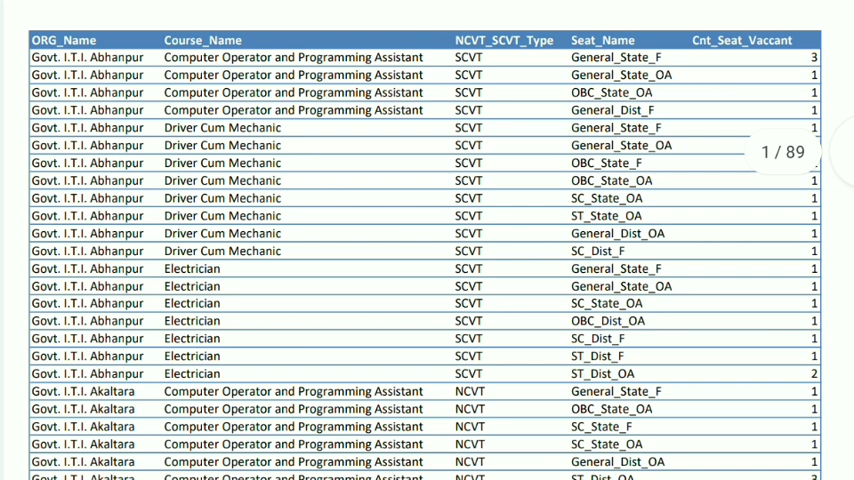 ORG_Name Course_Name NCVT_SCVT_Type Seat_Name Cnt_Seat_Vaccant
Govt. I.T.I. Abhanpur Computer Operator and Programming Assistant SCVT General_State_F 3
Govt. I.T.I. Abhanpur Computer Operator and Programming Assistant SCVT General_State_OA 1
Govt. I.T.I. Abhanpur Computer Operator and Programming Assistant SCVT OBC_State_OA 1
Govt. I.T.I. Abhanpur Computer Operator and Programming Assistant SCVT General_Dist_F 1
Govt. I.T.I. Abhanpur Driver Cum Mechanic SCVT General_State_F 1
Govt. I.T.I. Abhanpur Driver Cum Mechanic SCVT General_State_OA
1 / 89
Govt. I.T.I. Abhanpur Driver Cum Mechanic SCVT OBC_State_F
Govt. I.T.I. Abhanpur Driver Cum Mechanic SCVT OBC_State_OA 1
Govt. I.T.I. Abhanpur Driver Cum Mechanic SCVT SC_State_OA 1
Govt. I.T.I. Abhanpur Driver Cum Mechanic SCVT ST_State_OA 1
Govt. I.T.I. Abhanpur Driver Cum Mechanic SCVT General_Dist_OA 1
Govt. I.T.I. Abhanpur Driver Cum Mechanic SCVT SC_Dist_F 1
Govt. I.T.I. Abhanpur Electrician SCVT General_State_F 1
Govt. I.T.I. Abhanpur Electrician SCVT General_State_OA 1
Govt. I.T.I. Abhanpur Electrician SCVT SC_State_OA 1
Govt. I.T.I. Abhanpur Electrician SCVT OBC_Dist_OA 1
Govt. I.T.I. Abhanpur Electrician SCVT SC_Dist_F 1
Govt. I.T.I. Abhanpur Electrician SCVT ST_Dist_F 1
Govt. I.T.I. Abhanpur Electrician SCVT ST_Dist_OA 2
Govt. I.T.I. Akaltara Computer Operator and Programming Assistant NCVT General_State_F 1
Govt. I.T.I. Akaltara Computer Operator and Programming Assistant NCVT OBC_State_OA 1
Govt. I.T.I. Akaltara Computer Operator and Programming Assistant NCVT SC_State_F 1
Govt. I.T.I. Akaltara Computer Operator and Programming Assistant NCVT SC_State_OA 1
Govt. I.T.I. Akaltara Computer Operator and Programming Assistant NCVT General_Dist_OA 1
Govt. I.T.I. Akaltara Computer Operator and Programming Assistant NCVT ST_Dist_OA